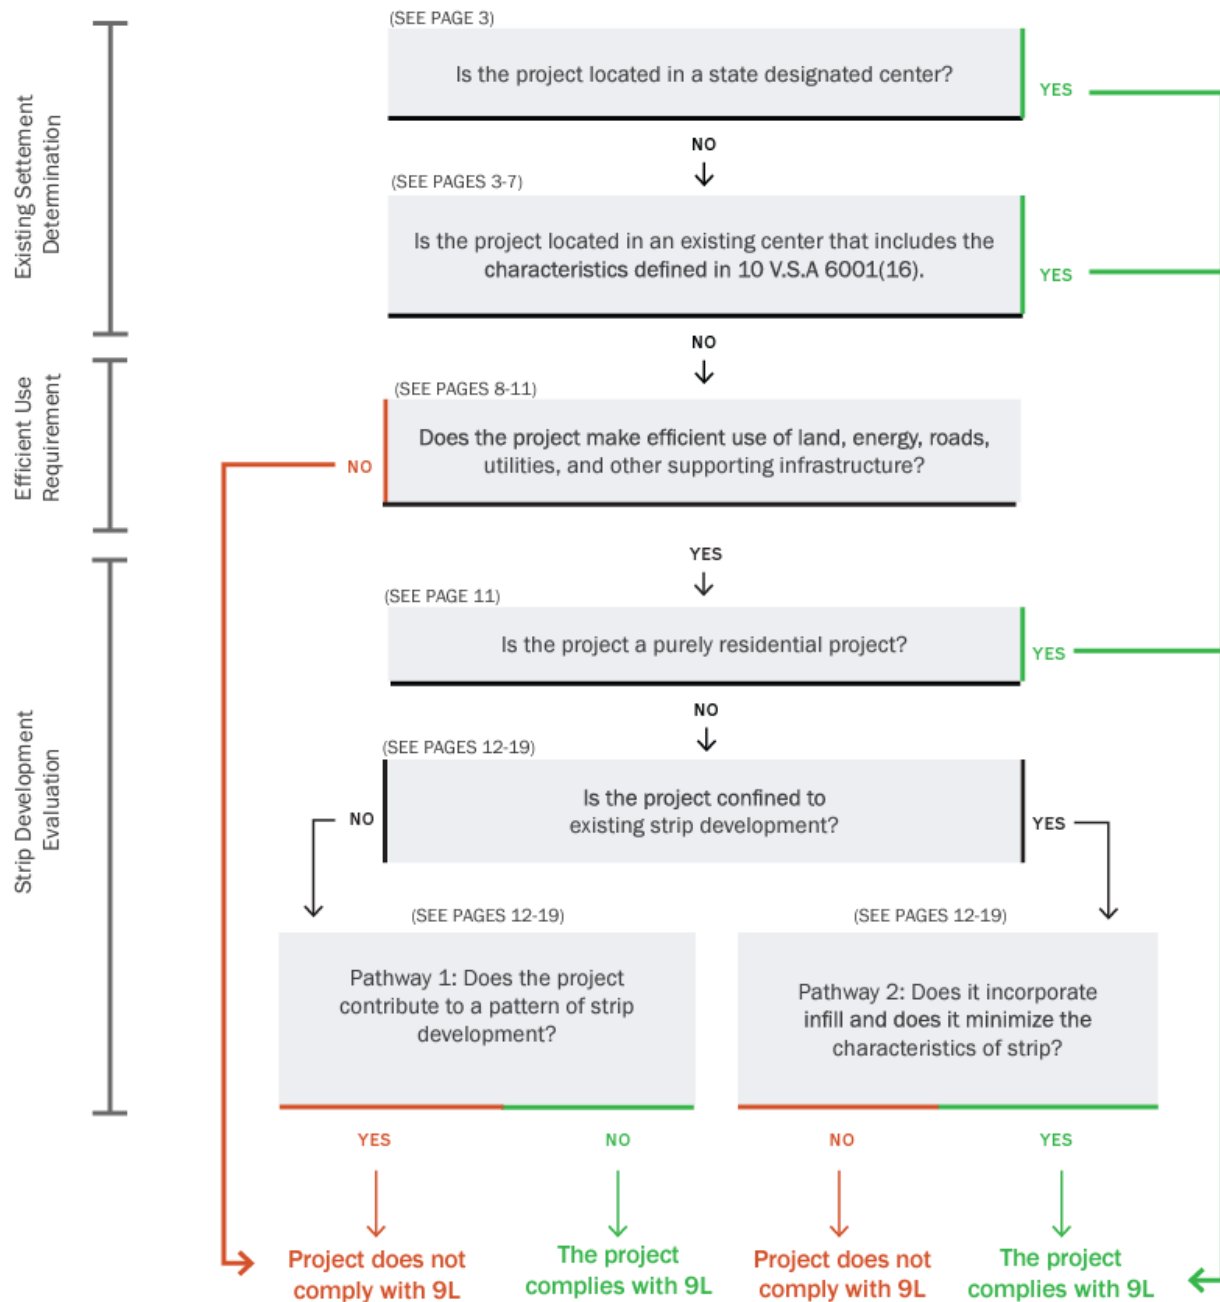 (SEE PAGE 3)
Is the project located in a state designated center?
YES
NO
Existing Settement
Determination
(SEE PAGES 3-7)
Is the project located in an existing center that includes the
characteristics defined in 10 V.S.A 6001(16).
YES
NO
Efficient Use
Requirement
(SEE PAGES 8-11)
Does the project make efficient use of land, energy, roads,
utilities, and other supporting infrastructure?
NO
YES
Strip Development
Evaluation
(SEE PAGE 11)
Is the project a purely residential project?
YES
NO
(SEE PAGES 12-19)
Is the project confined to
existing strip development?
NO
YES
(SEE PAGES 12-19)
Pathway 1: Does the project
contribute to a pattern of strip
development?
(SEE PAGES 12-19)
Pathway 2: Does it incorporate
infill and does it minimize the
characteristics of strip?
YES
NO
NO
YES
Project does not
comply with 9L
The project
complies with 9L
Project does not
comply with 9L
The project
complies with 9L